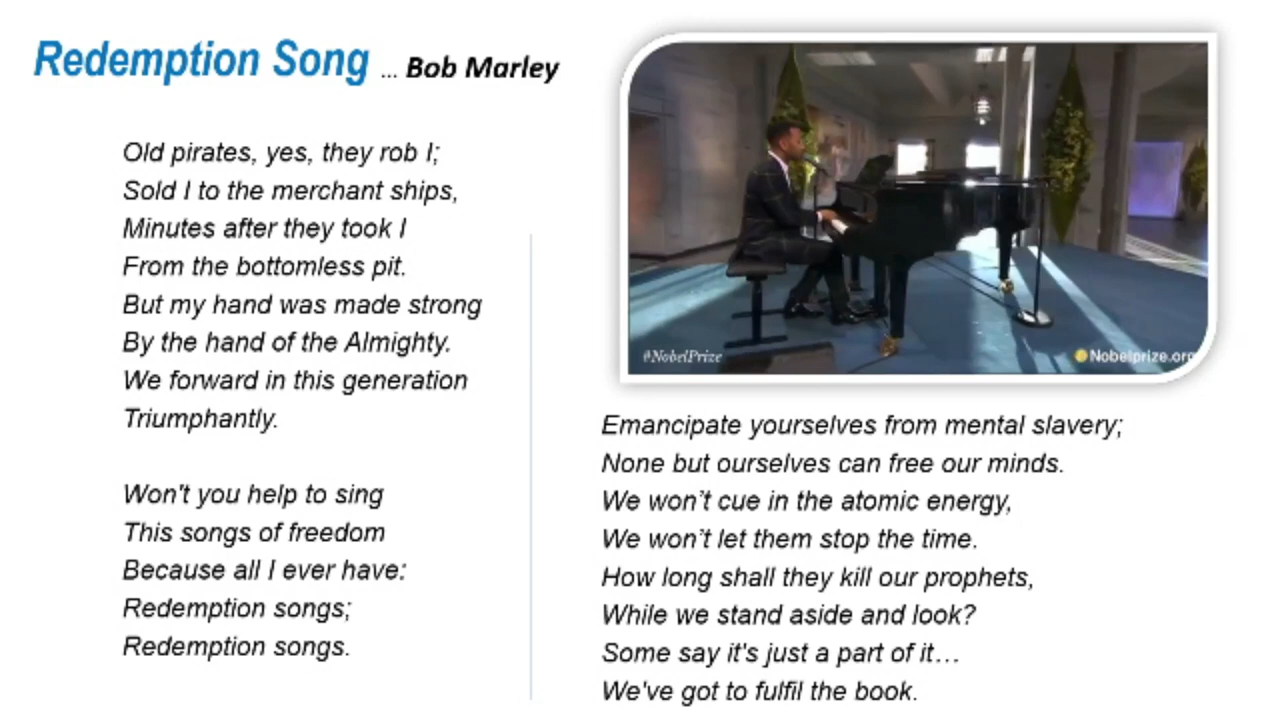 Redemption Song ... Bob Marley
Old pirates, yes, they rob I;
Sold I to the merchant ships,
Minutes after they took I
From the bottomless pit.
But my hand was made strong
By the hand of the Almighty.
We forward in this generation
Triumphantly.
Won't you help to sing
This songs of freedom
Because all I ever have:
Redemption songs;
Redemption songs.
#NobelPrize
Nobelprize.org
Emancipate yourselves from mental slavery;
None but ourselves can free our minds.
We won’t cue in the atomic energy,
We won’t let them stop the time.
How long shall they kill our prophets,
While we stand aside and look?
Some say it's just a part of it…
We've got to fulfil the book.